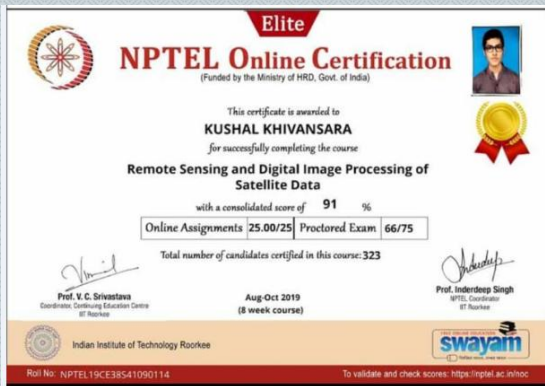 Elite
NPTEL Online Certification
(Funded by the Ministry of HRD, Govt. of India)
This certificate is awarded to
KUSHAL KHIVANSARA
for successfully completing the course
Remote Sensing and Digital Image Processing of
Satellite Data
with a consolidated score of 91 %
Online Assignments 25.00/25 Proctored Exam 66/75
Total number of candidates certified in this course: 323
Prof. V. C. Srivastava
Coordinator, Continuing Education Centre
IIT Roorkee
Aug-Oct 2019
(8 week course)
Prof. Inderdeep Singh
NPTEL Coordinator
IIT Roorkee
Indian Institute of Technology Roorkee
FREE ONLINE EDUCATION
swayam
Roll No: NPTEL19CE38S41090114
To validate and check scores: https://nptel.ac.in/noc